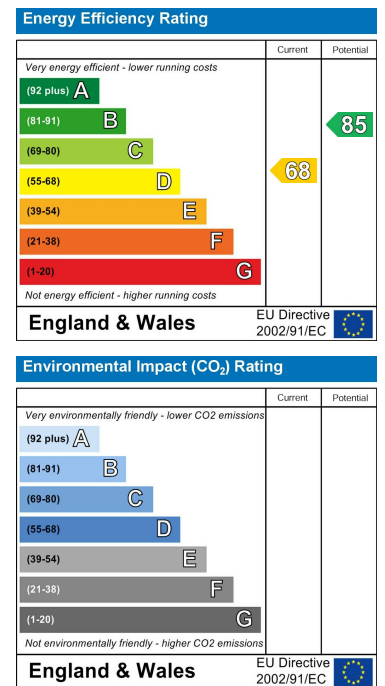 Energy Efficiency Rating
Current Potential
Very energy efficient - lower running costs
(92 plus) A
(81-91) B
85
(69-80) C
68
(55-68) D
(39-54) E
(21-38) F
(1-20) G
Not energy efficient - higher running costs
England & Wales
EU Directive
2002/91/EC
Environmental Impact (CO₂) Rating
Current Potential
Very environmentally friendly - lower CO2 emissions
(92 plus) A
(81-91) B
(69-80) C
(55-68) D
(39-54) E
(21-38) F
(1-20) G
Not environmentally friendly - higher CO2 emissions
England & Wales
EU Directive
2002/91/EC